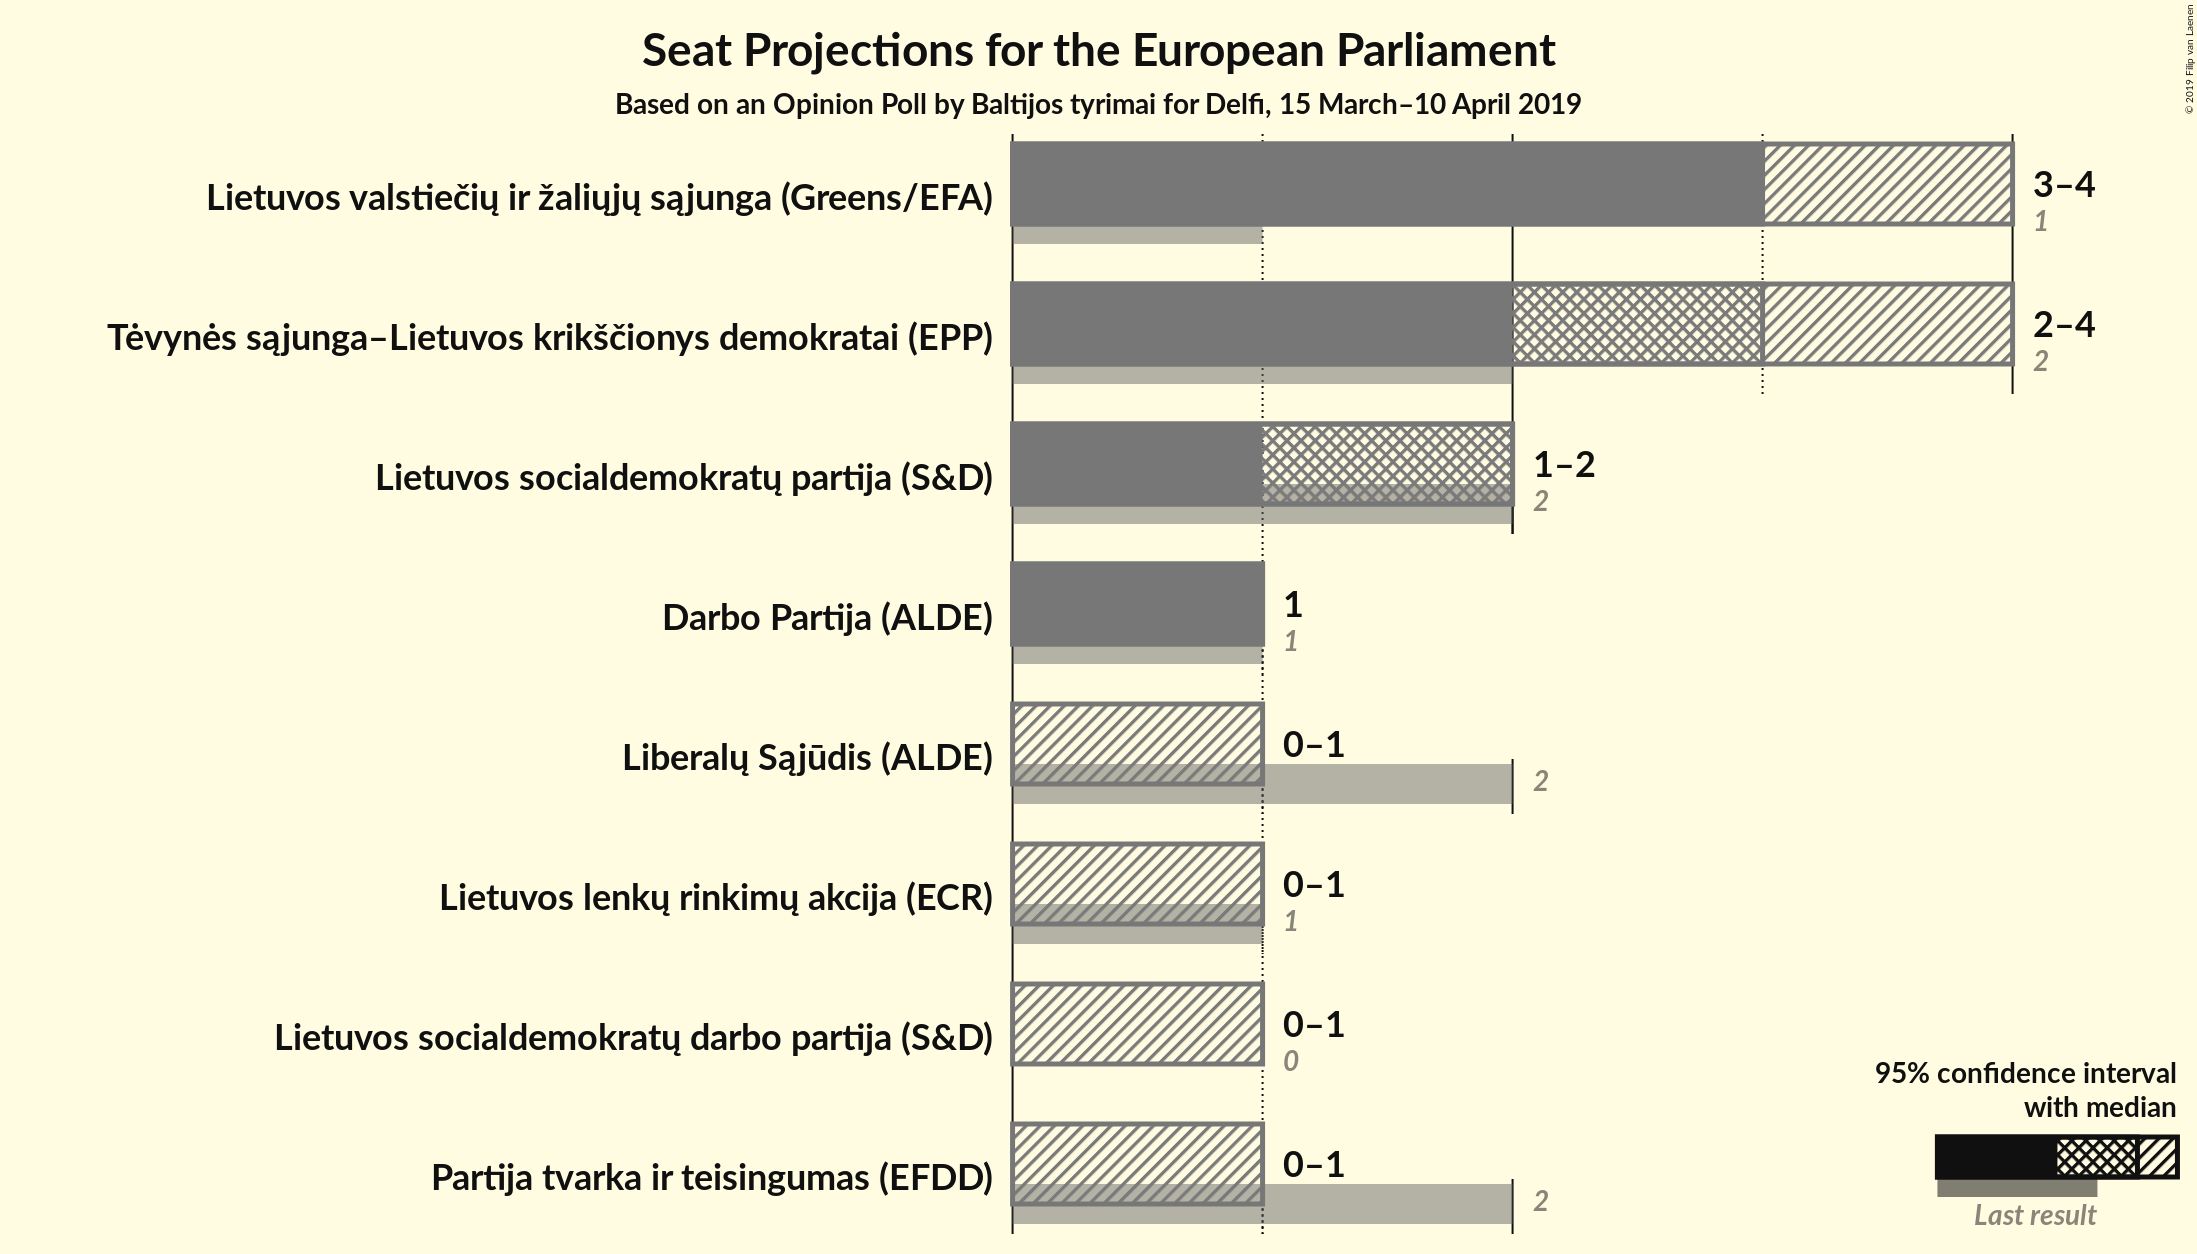 Seat Projections for the European Parliament
Based on an Opinion Poll by Baltijos tyrimai for Delfi, 15 March–10 April 2019
© 2019 Filip van Laenen
Lietuvos valstiečių ir žaliųjų sąjunga (Greens/EFA)
3–4
1
Tėvynės sąjunga–Lietuvos krikščionys demokratai (EPP)
2–4
2
Lietuvos socialdemokratų partija (S&D)
1–2
2
Darbo Partija (ALDE)
1
1
Liberalų Sąjūdis (ALDE)
0–1
2
Lietuvos lenkų rinkimų akcija (ECR)
0–1
1
Lietuvos socialdemokratų darbo partija (S&D)
0–1
0
Partija tvarka ir teisingumas (EFDD)
0–1
2
95% confidence interval
with median
Last result